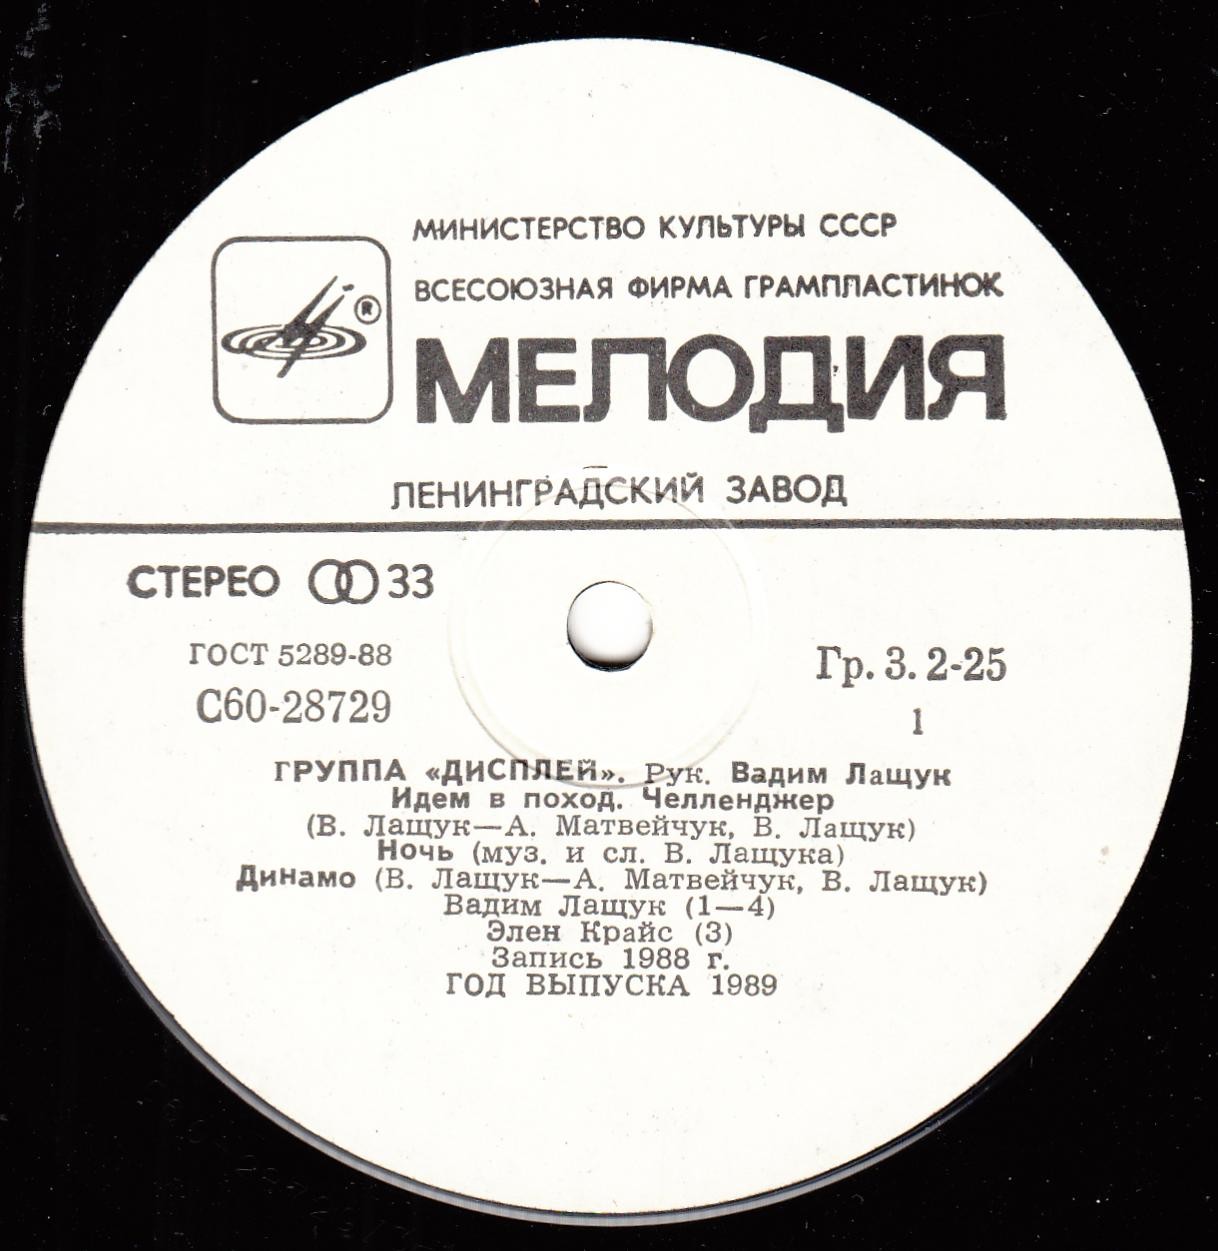 МИНИСТЕРСТВО КУЛЬТУРЫ СССР
ВСЕСОЮЗНАЯ ФИРМА ГРАМПЛАСТИНОК
®
МЕЛОДИЯ
ЛЕНИНГРАДСКИЙ ЗАВОД
СТЕРЕО 33
ГОСТ 5289-88
Гр. 3. 2-25
С60-28729
1
ГРУППА «ДИСПЛЕЙ». Рук. Вадим Лащук
Идем в поход. Челленджер
(В. Лащук—А. Матвейчук, В. Лащук)
Ночь (муз. и сл. В. Лащука)
Динамо (В. Лащук—А. Матвейчук, В. Лащук)
Вадим Лащук (1—4)
Элен Крайс (3)
Запись 1988 г.
ГОД ВЫПУСКА 1989